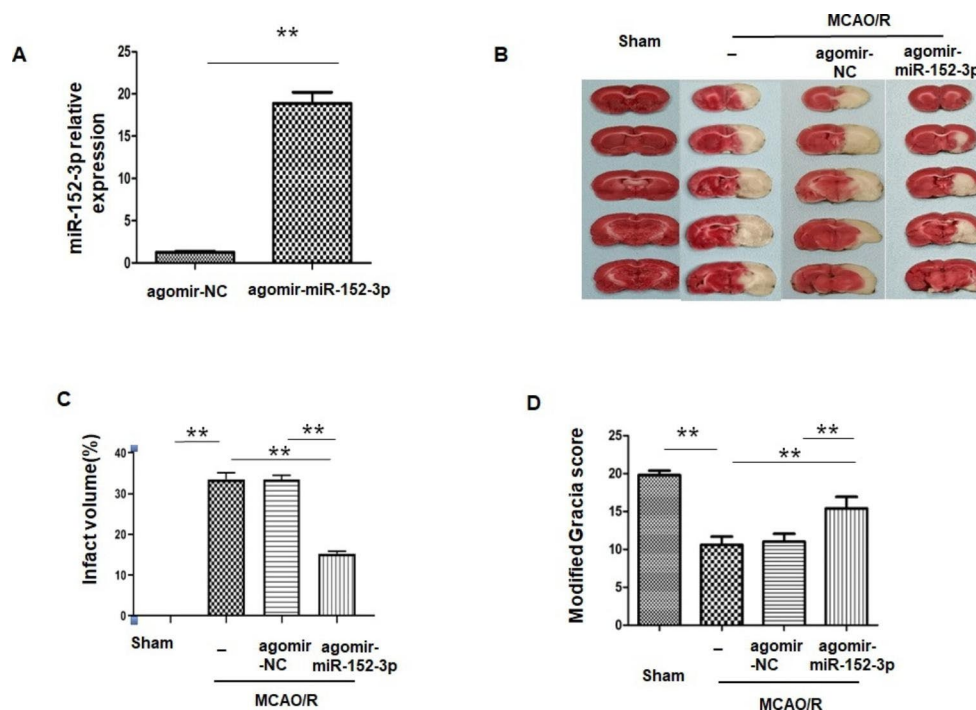 A
**
miR-152-3p relative
expression
25
20
15
10
5
0
agomir-NC
agomir-miR-152-3p
B
MCAO/R
Sham
–
agomir-
NC
agomir-
miR-152-3p
C
Infact volume(%)
40
30
20
10
0
**
**
**
Sham
–
agomir
-NC
agomir-
miR-152-3p
MCAO/R
D
Modified Gracia score
25
20
15
10
5
0
**
**
**
Sham
–
agomir
-NC
agomir-
miR-152-3p
MCAO/R